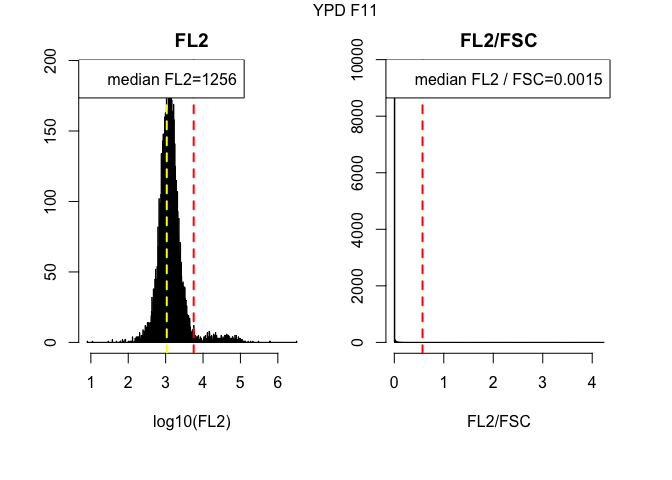 YPD F11
FL2
median FL2=1256
200
150
100
50
0
1 2 3 4 5 6
log10(FL2)
FL2/FSC
median FL2 / FSC=0.0015
10000
8000
6000
4000
2000
0
0 1 2 3 4
FL2/FSC